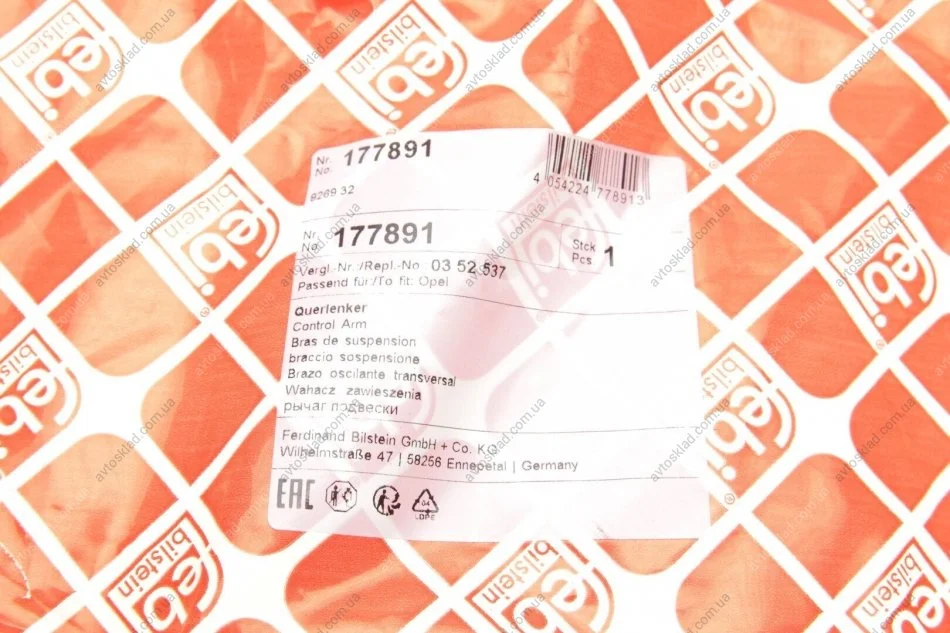 Nr.
No. 177891
926932
4 054224 778913
Nr.
No. 177891
Stck
Pcs 1
Vergl.-Nr./Repl.-No. 03 52 537
Passend für/To fit: Opel
Querlenker
Control Arm
Bras de suspension
braccio sospensione
Brazo oscilante transversal
Wahacz zawieszenia
рычаг подвески
Ferdinand Bilstein GmbH + Co. KG
Wilhelmstraße 47 | 58256 Ennepetal | Germany
EAC
04
LDPE
febi
bilstein
avtosklad.com.ua